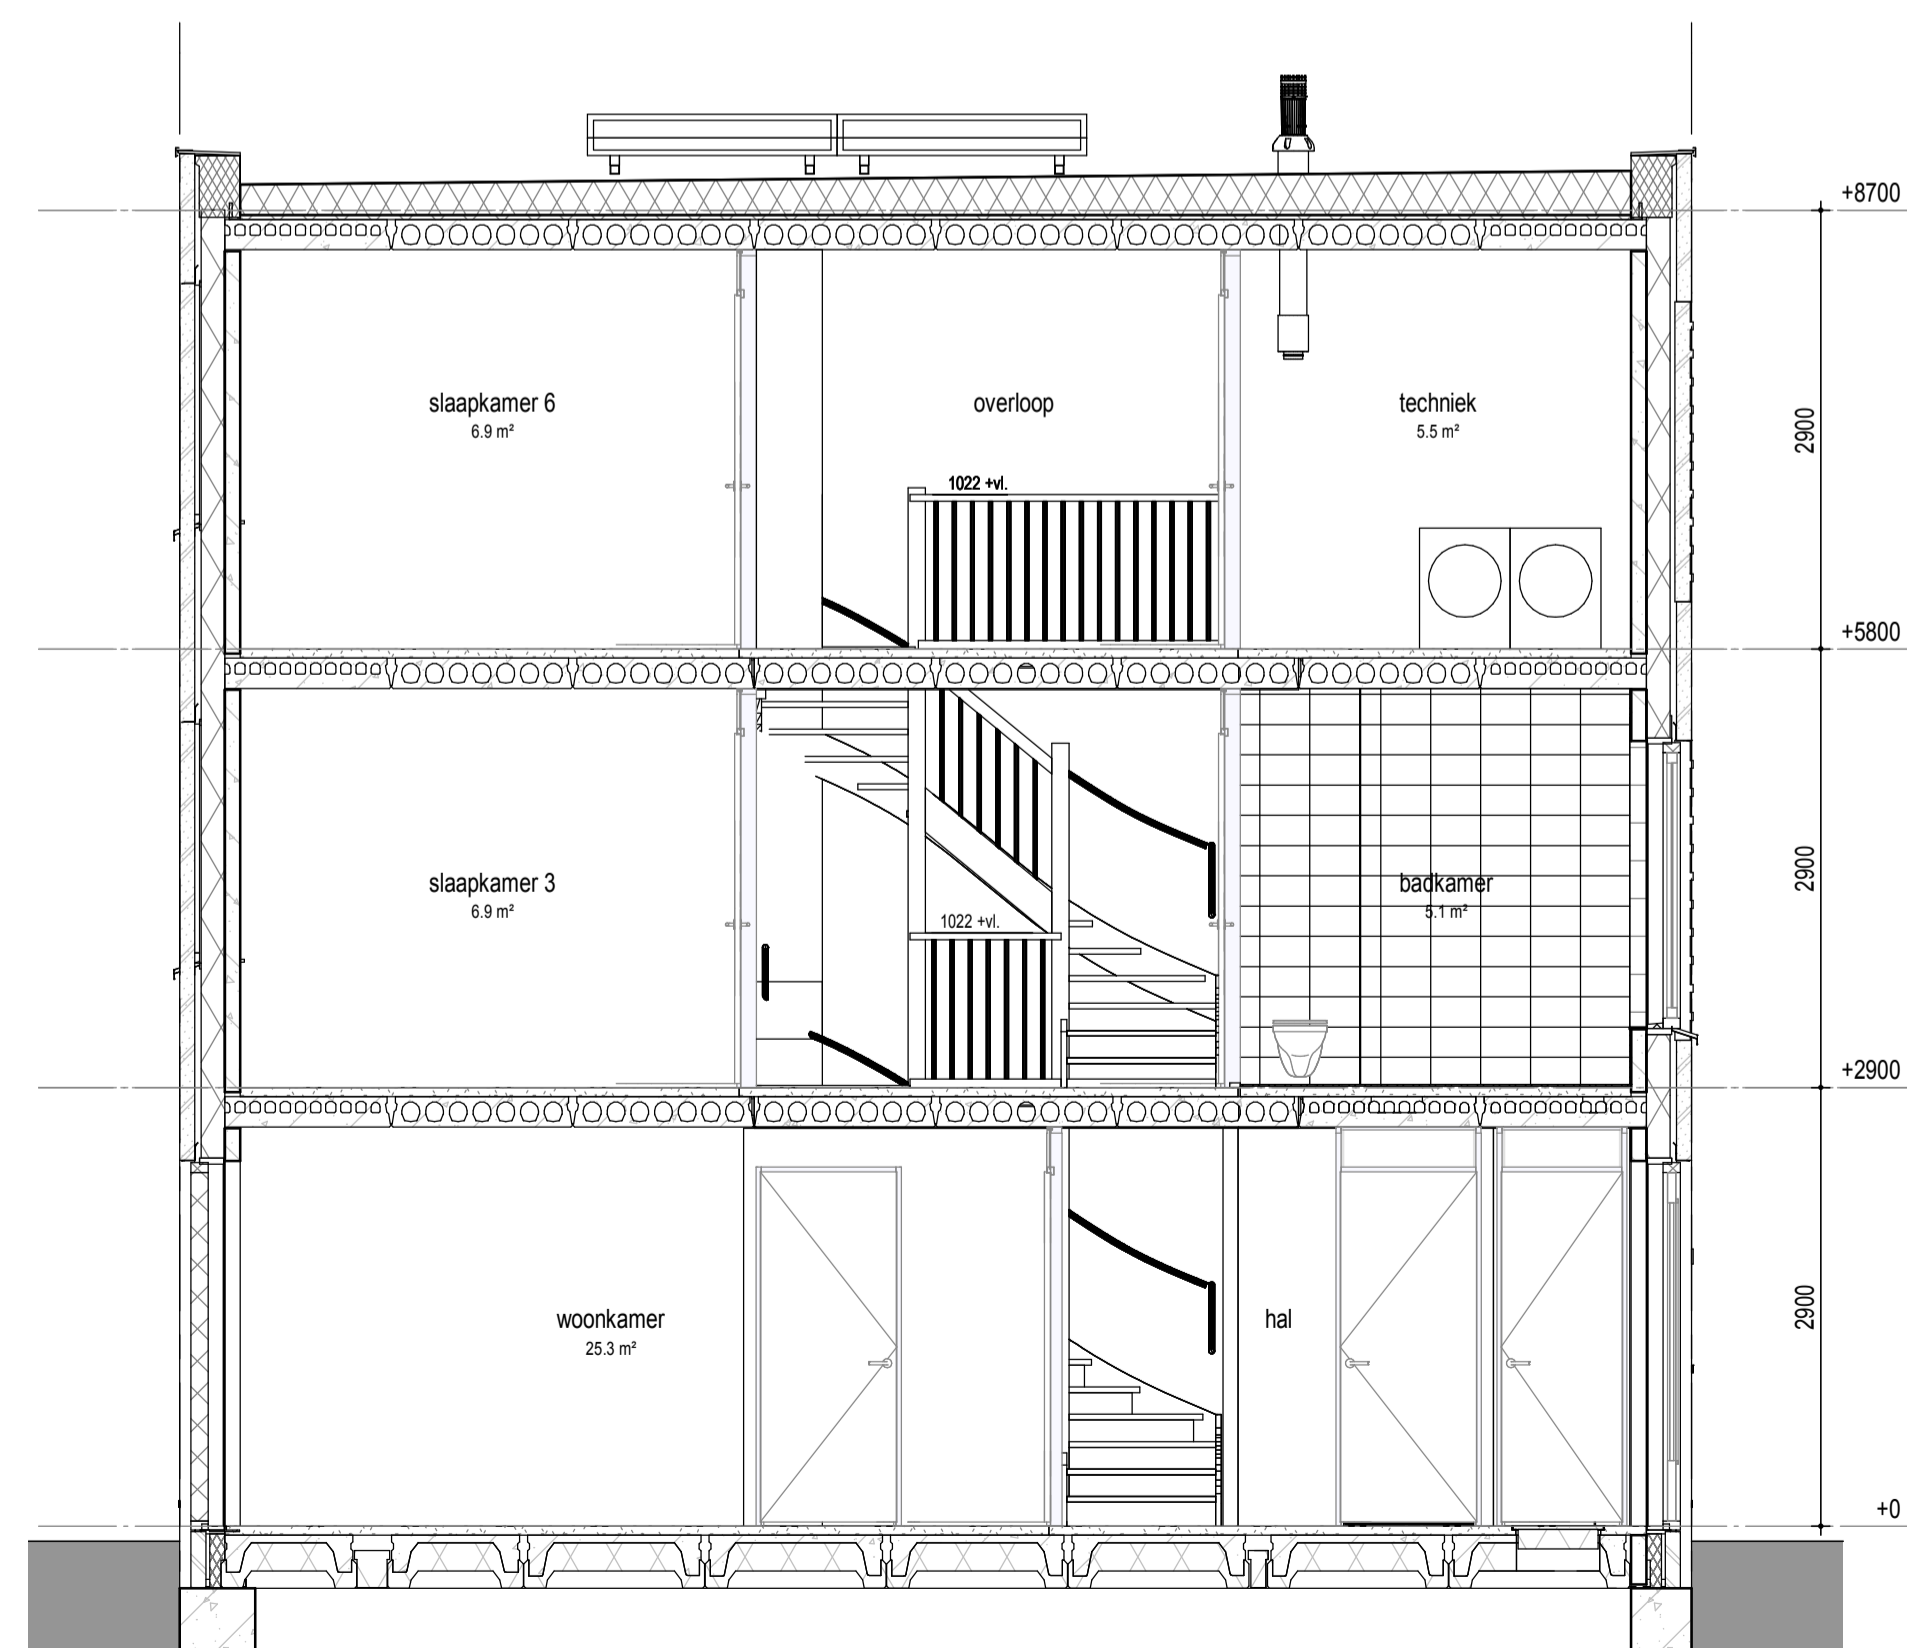 +8700
slaapkamer 6
6.9 m²
overloop
techniek
5.5 m²
2900
1022 +vl.
+5800
slaapkamer 3
6.9 m²
badkamer
5.1 m²
2900
1022 +vl.
+2900
woonkamer
25.3 m²
hal
2900
+0